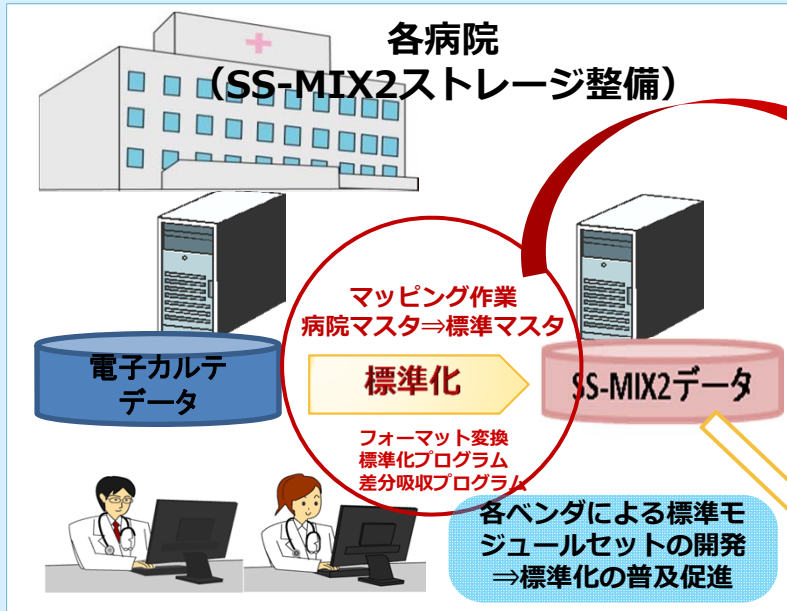 各病院
（SS-MIX2ストレージ整備）
マッピング作業
病院マスタ⇒標準マスタ
電子カルテ
データ
標準化
SS-MIX2データ
フォーマット変換
標準化プログラム
差分吸収プログラム
各ベンダによる標準モ
ジュールセットの開発
⇒標準化の普及促進